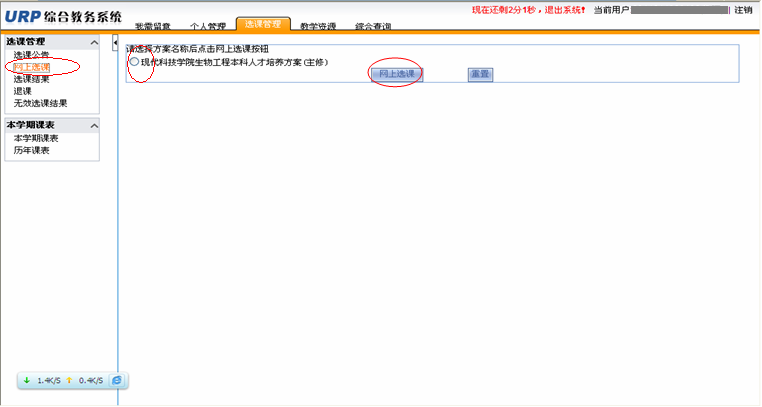 URP综合教务系统
现在还剩2分1秒，退出系统! 当前用户 | 注销
我需留意 个人管理 选课管理 教学资源 综合查询
选课管理
选课公告
网上选课
选课结果
退课
无效选课结果
本学期课表
本学期课表
历年课表
请选择方案名称后点击网上选课按钮
现代科技学院生物工程本科人才培养方案(主修)
网上选课 重置
1.4K/S 0.4K/S